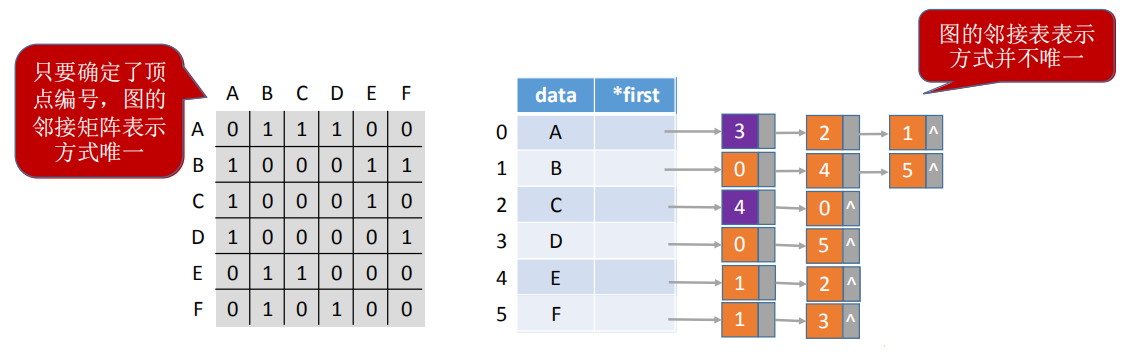 只要确定了顶
点编号，图的
邻接矩阵表示
方式唯一
A B C D E F
A 0 1 1 1 0 0
B 1 0 0 0 1 1
C 1 0 0 0 1 0
D 1 0 0 0 0 1
E 0 1 1 0 0 0
F 0 1 0 1 0 0
图的邻接表表示
方式并不唯一
data *first
0 A 3 2 1 ^
1 B 0 4 5 ^
2 C 4 0 ^
3 D 0 5 ^
4 E 1 2 ^
5 F 1 3 ^